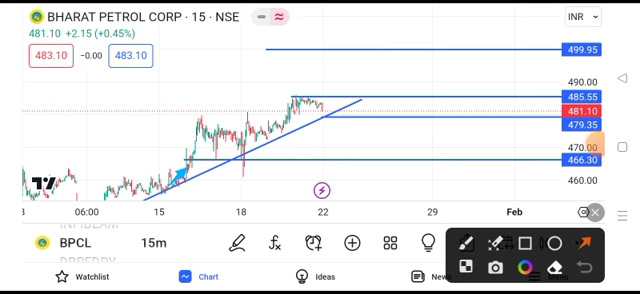 BHARAT PETROL CORP · 15 · NSE
INR
481.10 +2.15 (+0.45%)
483.10 −0.00 483.10
499.95
490.00
485.55
481.10
479.35
470.00
466.30
460.00
06:00 15 18 22 29 Feb
BPCL 15m
Watchlist Chart Ideas News